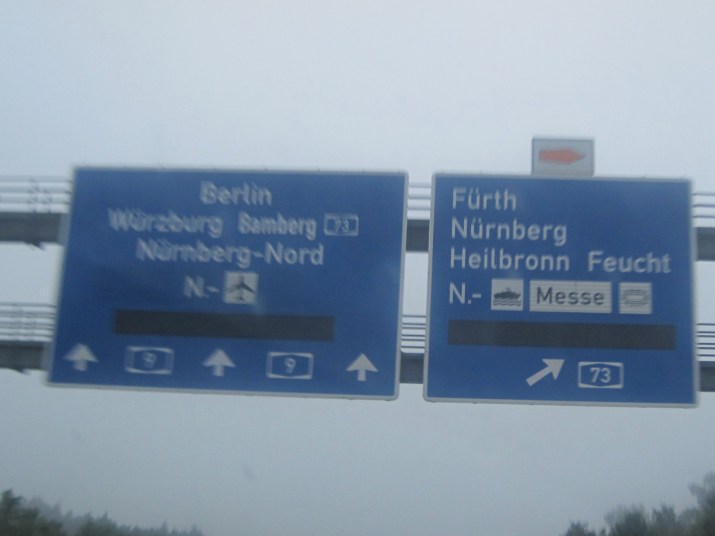 Berlin
Würzburg Bamberg 73
Nürnberg-Nord
N.-
9 9
Fürth
Nürnberg
Heilbronn Feucht
N.- Messe
73